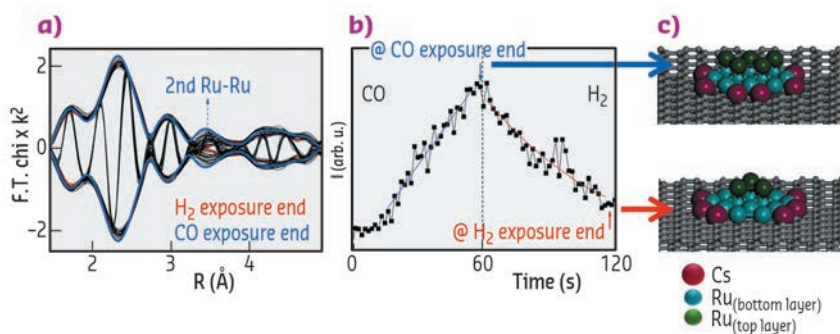 a)
F.T. chi x k²
2
0
-2
2nd Ru-Ru
H₂ exposure end
CO exposure end
2 3 4
R (Å)
b)
I (arb. u.)
@ CO exposure end
CO
H₂
@ H₂ exposure end
0 60 120
Time (s)
c)
Cs
Ru(bottom layer)
Ru(top layer)